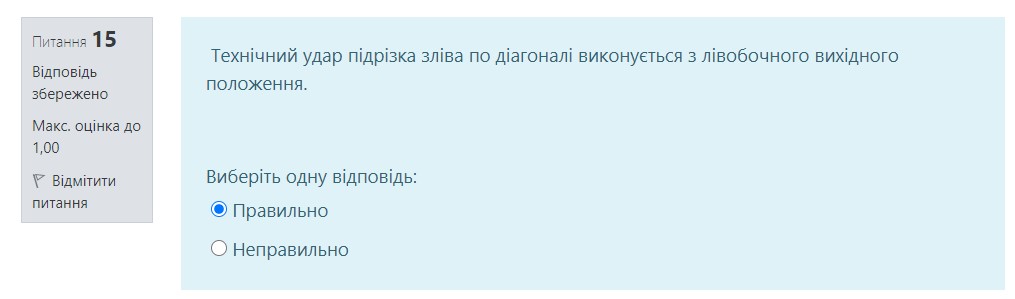 Питання 15
Відповідь
збережено
Макс. оцінка до
1,00
Відмітити
питання
Технічний удар підрізка зліва по діагоналі виконується з лівобочного вихідного
положення.
Виберіть одну відповідь:
Правильно
Неправильно